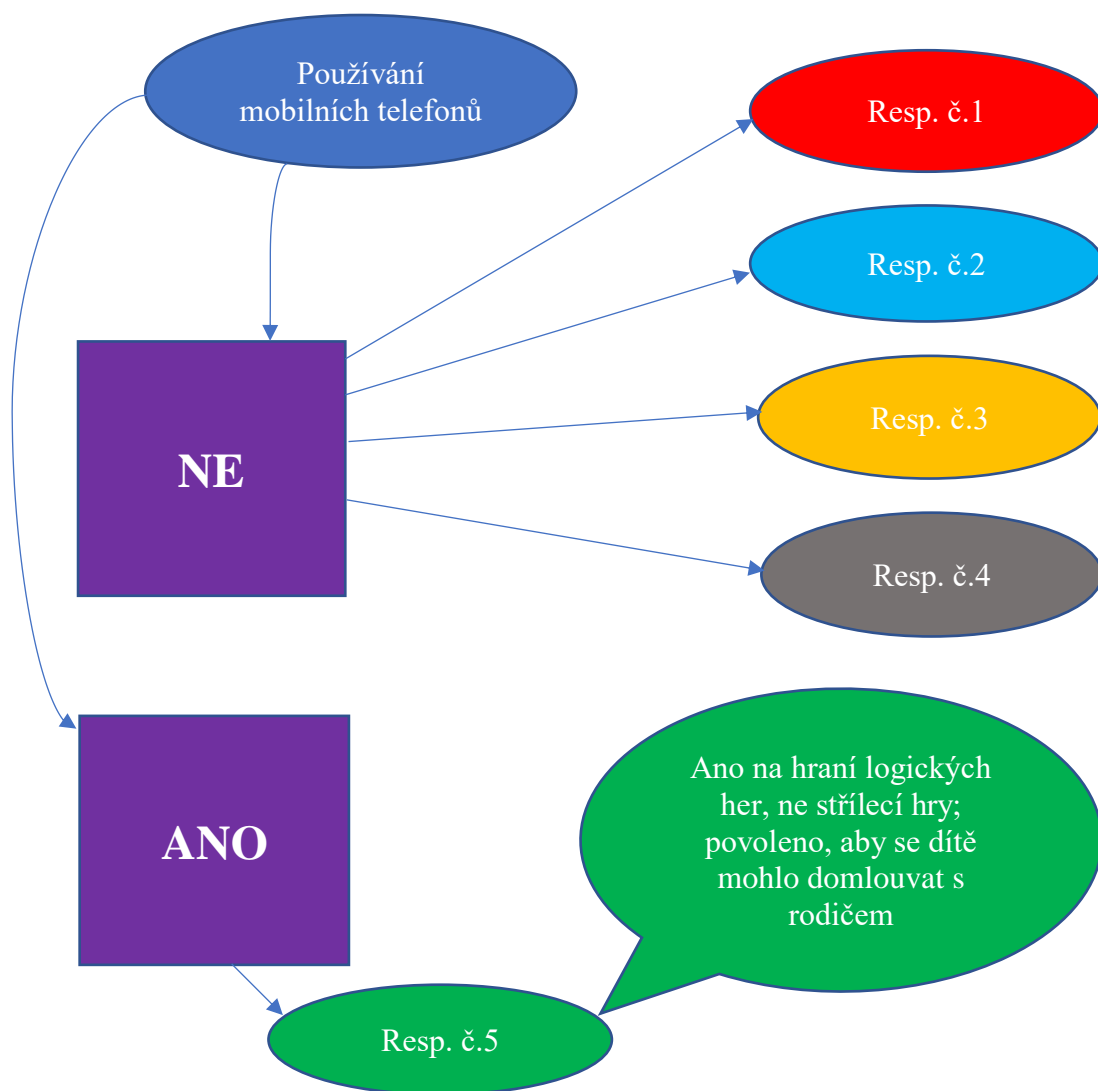 Používání
mobilních telefonů
Resp. č.1
Resp. č.2
Resp. č.3
NE
Resp. č.4
Ano na hraní logických
her, ne střílecí hry;
povoleno, aby se dítě
mohlo domlouvat s
rodičem
ANO
Resp. č.5